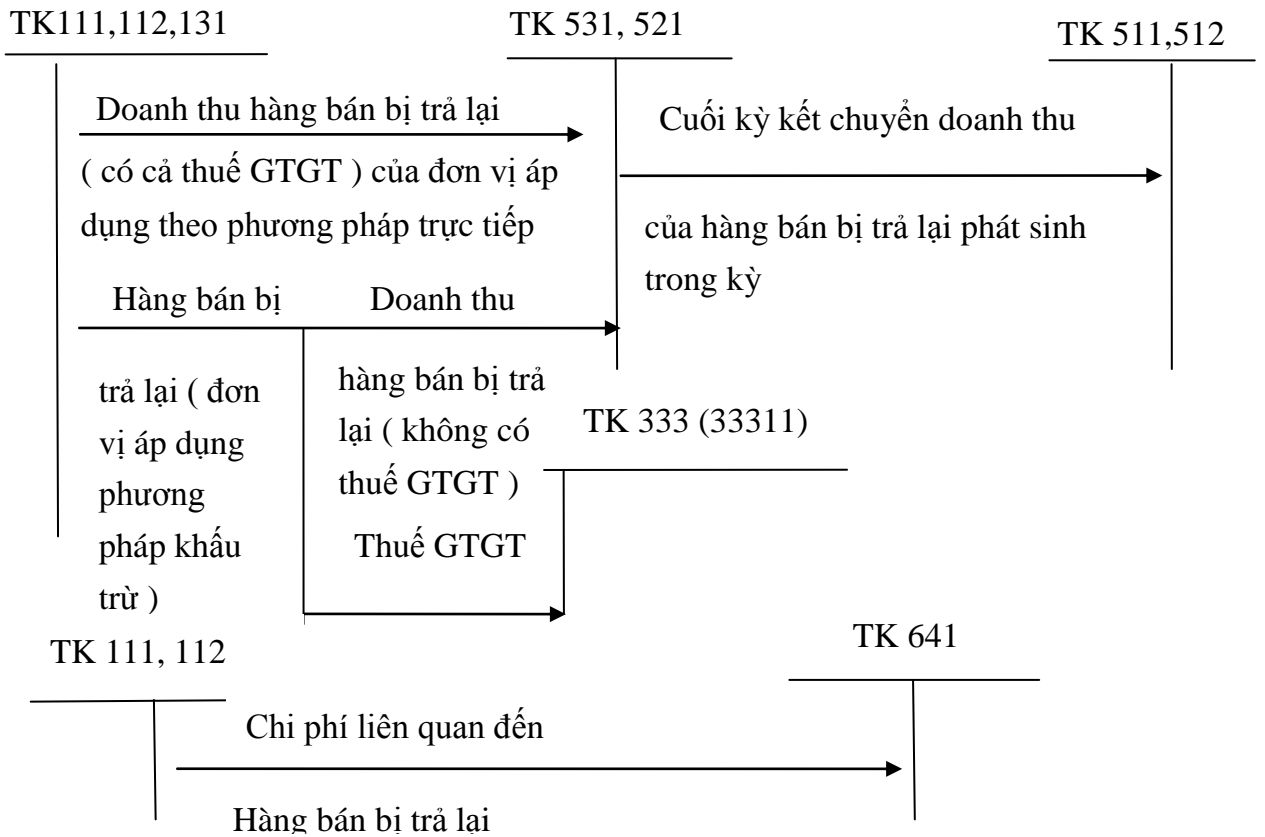 TK111,112,131
TK 531, 521
TK 511,512
Doanh thu hàng bán bị trả lại
( có cả thuế GTGT ) của đơn vị áp
dụng theo phương pháp trực tiếp
Cuối kỳ kết chuyển doanh thu
của hàng bán bị trả lại phát sinh
trong kỳ
Hàng bán bị
trả lại ( đơn
vị áp dụng
phương
pháp khấu
trừ )
Doanh thu
hàng bán bị trả
lại ( không có
thuế GTGT )
Thuế GTGT
TK 333 (33311)
TK 111, 112
TK 641
Chi phí liên quan đến
Hàng bán bị trả lại